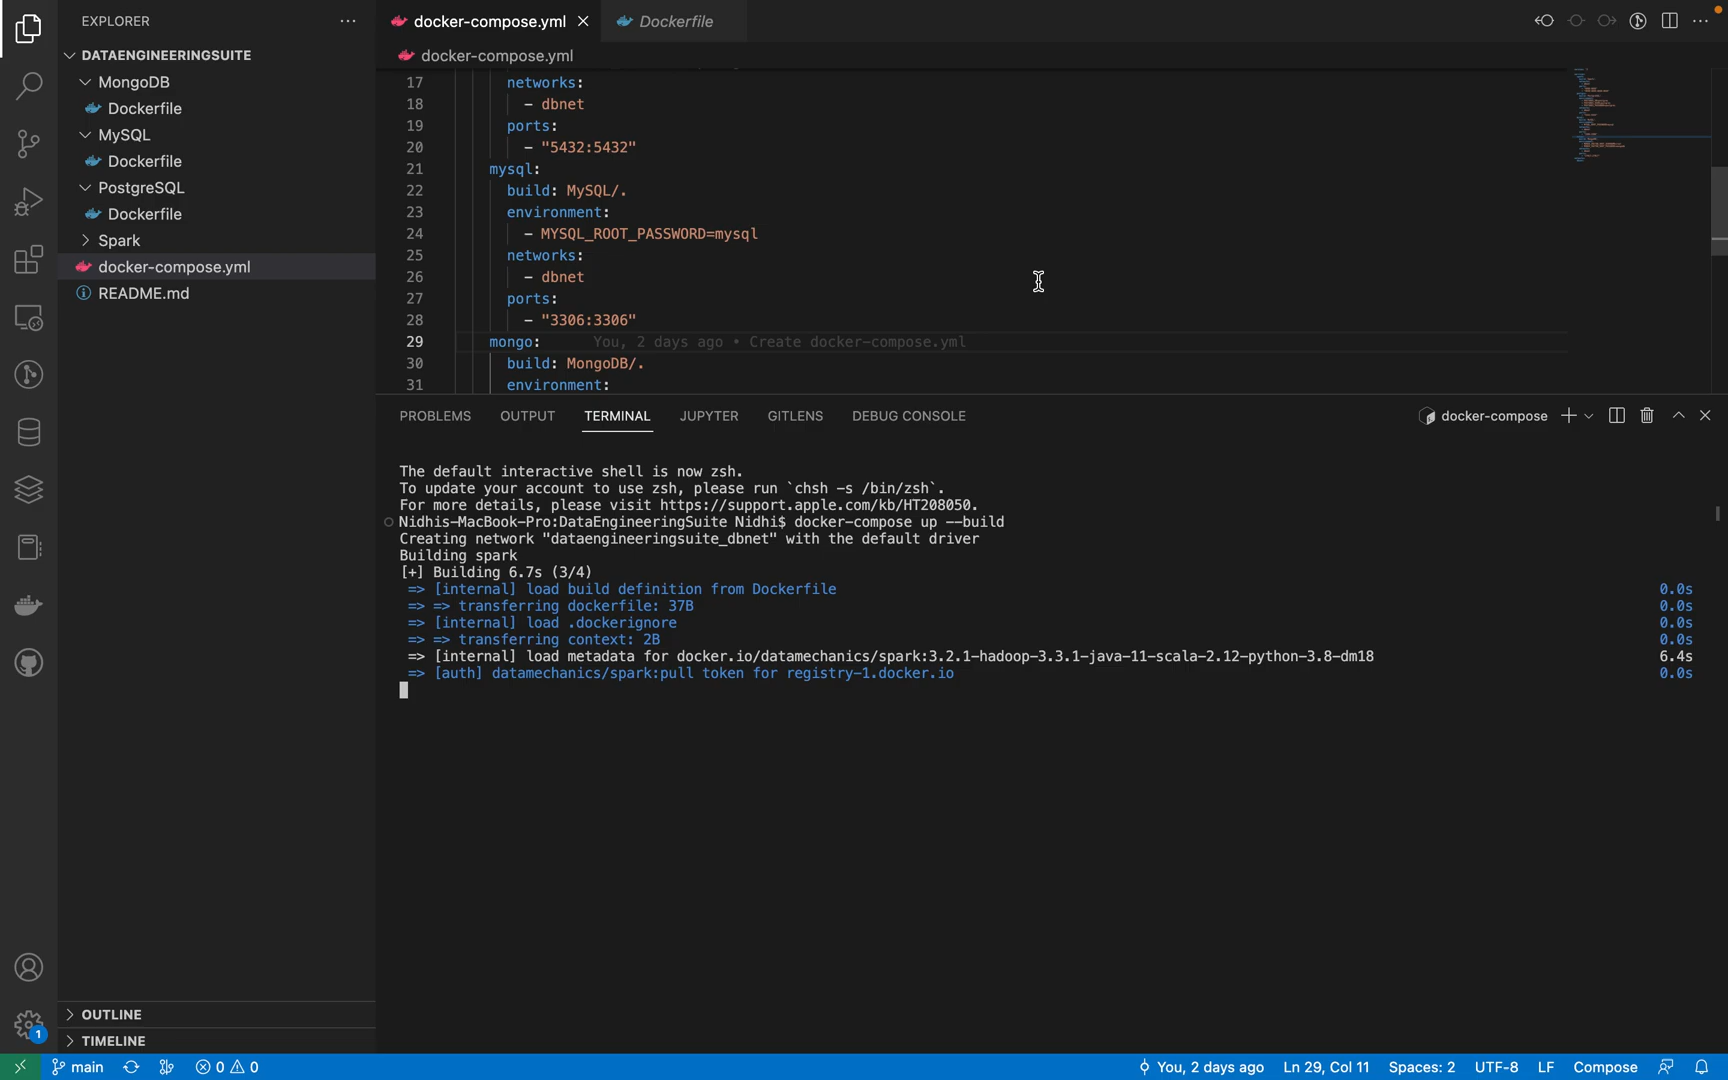 EXPLORER
DATAENGINEERINGSUITE
MongoDB
Dockerfile
MySQL
Dockerfile
PostgreSQL
Dockerfile
Spark
docker-compose.yml
README.md
OUTLINE
TIMELINE
docker-compose.yml Dockerfile
docker-compose.yml
17 networks:
18 - dbnet
19 ports:
20 - "5432:5432"
21 mysql:
22 build: MySQL/.
23 environment:
24 - MYSQL_ROOT_PASSWORD=mysql
25 networks:
26 - dbnet
27 ports:
28 - "3306:3306"
29 mongo: You, 2 days ago • Create docker-compose.yml
30 build: MongoDB/.
31 environment:
PROBLEMS OUTPUT TERMINAL JUPYTER GITLENS DEBUG CONSOLE docker-compose
The default interactive shell is now zsh.
To update your account to use zsh, please run `chsh -s /bin/zsh`.
For more details, please visit https://support.apple.com/kb/HT208050.
Nidhis-MacBook-Pro:DataEngineeringSuite Nidhi$ docker-compose up --build
Creating network "dataengineeringsuite_dbnet" with the default driver
Building spark
[+] Building 6.7s (3/4)
=> [internal] load build definition from Dockerfile 0.0s
=> => transferring dockerfile: 37B 0.0s
=> [internal] load .dockerignore 0.0s
=> => transferring context: 2B 0.0s
=> [internal] load metadata for docker.io/datamechanics/spark:3.2.1-hadoop-3.3.1-java-11-scala-2.12-python-3.8-dm18 6.4s
=> [auth] datamechanics/spark:pull token for registry-1.docker.io 0.0s
1
main 0 0 You, 2 days ago Ln 29, Col 11 Spaces: 2 UTF-8 LF Compose